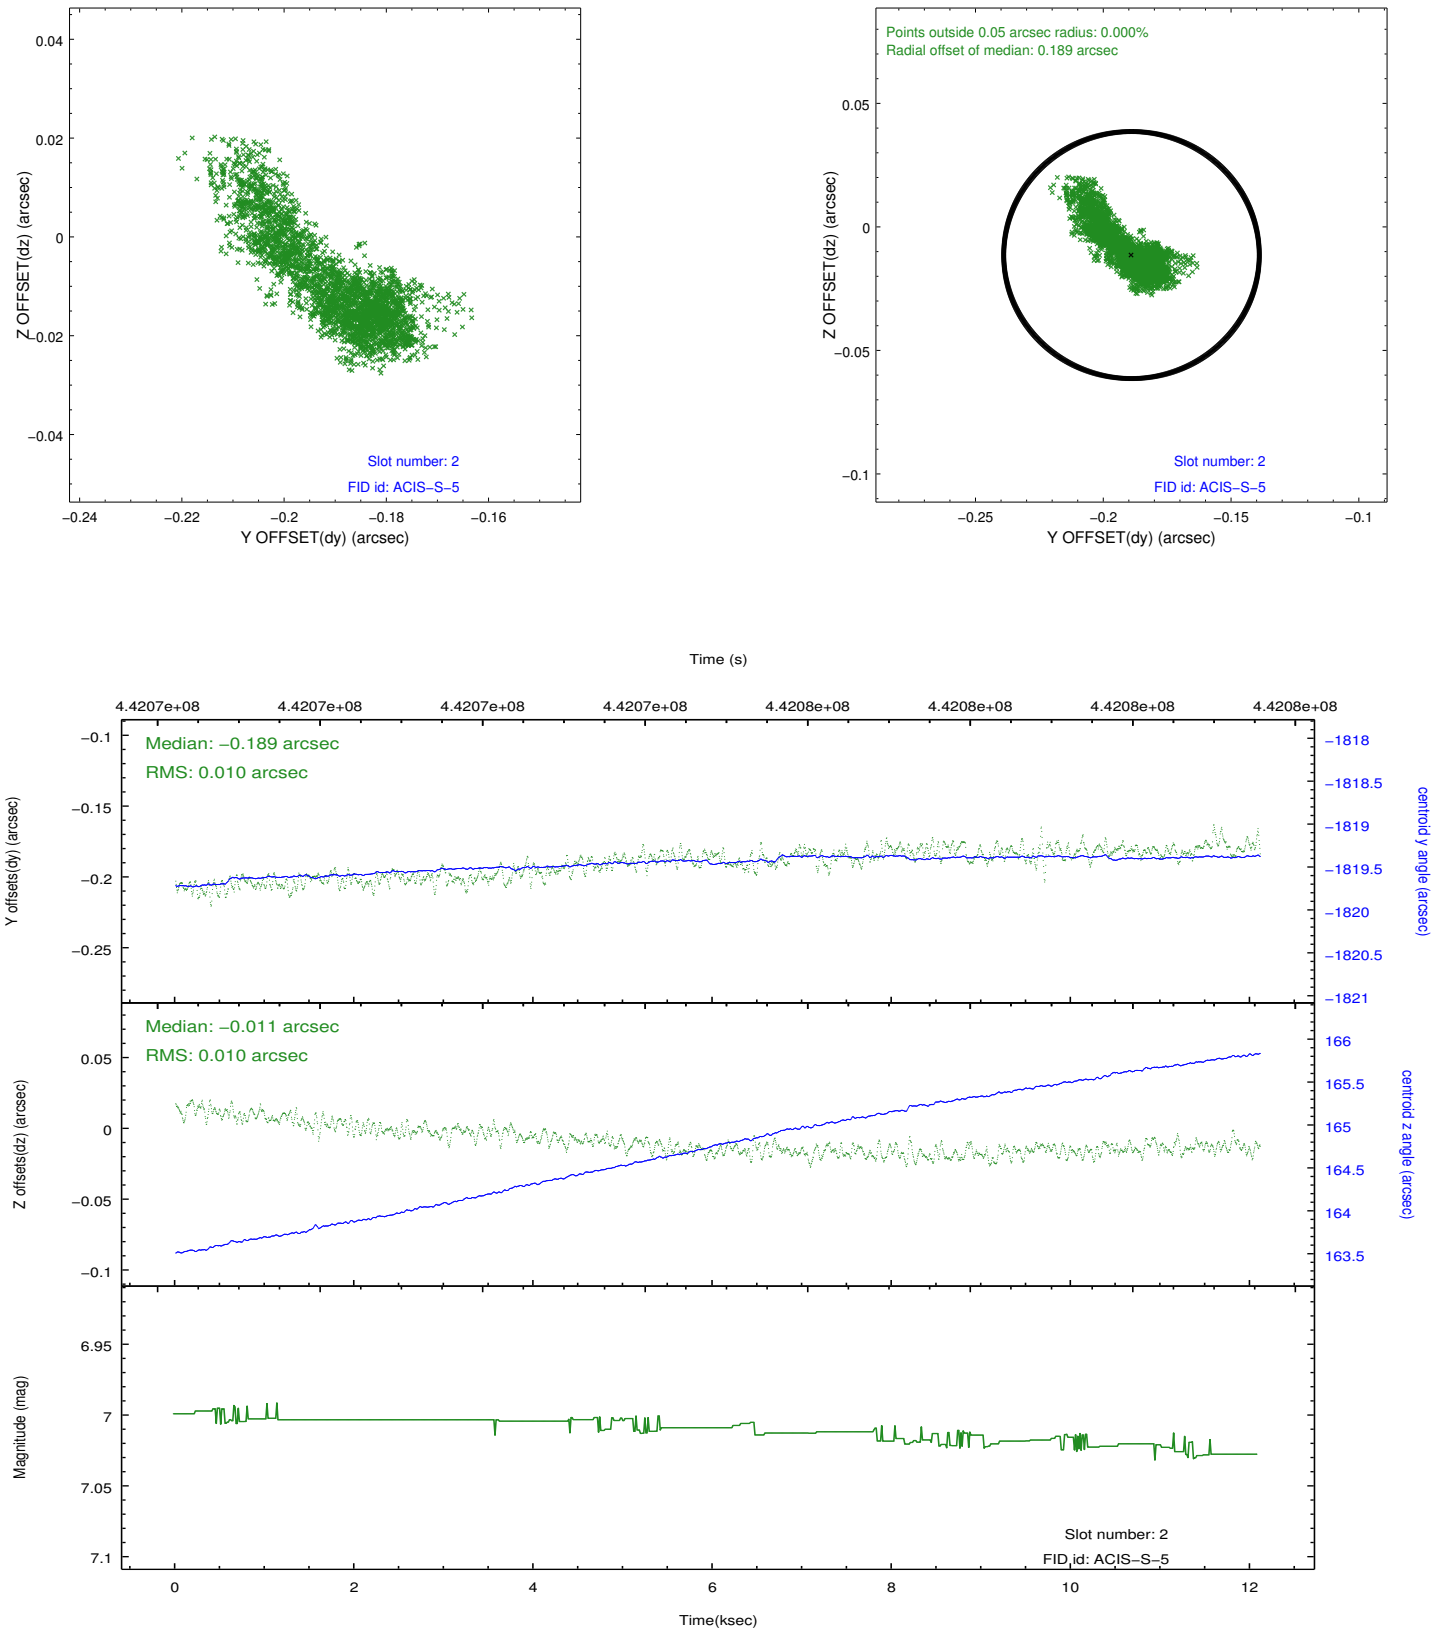 0.04
0.02
0
−0.02
−0.04
Z OFFSET(dz) (arcsec)
Slot number: 2
FID id: ACIS−S−5
−0.24
−0.22
−0.2
−0.18
−0.16
Y OFFSET(dy) (arcsec)
Points outside 0.05 arcsec radius: 0.000%
Radial offset of median: 0.189 arcsec
0.05
0
−0.05
−0.1
Z OFFSET(dz) (arcsec)
Slot number: 2
FID id: ACIS−S−5
−0.25
−0.2
−0.15
−0.1
Y OFFSET(dy) (arcsec)
Time (s)
4.4207e+08
4.4207e+08
4.4207e+08
4.4207e+08
4.4208e+08
4.4208e+08
4.4208e+08
4.4208e+08
Median: −0.189 arcsec
RMS: 0.010 arcsec
−0.1
−0.15
−0.2
−0.25
Y offsets(dy) (arcsec)
−1818
−1818.5
−1819
−1819.5
−1820
−1820.5
−1821
centroid y angle (arcsec)
Median: −0.011 arcsec
RMS: 0.010 arcsec
0.05
0
−0.05
−0.1
Z offsets(dz) (arcsec)
166
165.5
165
164.5
164
163.5
centroid z angle (arcsec)
6.95
7
7.05
7.1
Magnitude (mag)
Slot number: 2
FID id: ACIS−S−5
0
2
4
6
8
10
12
Time(ksec)